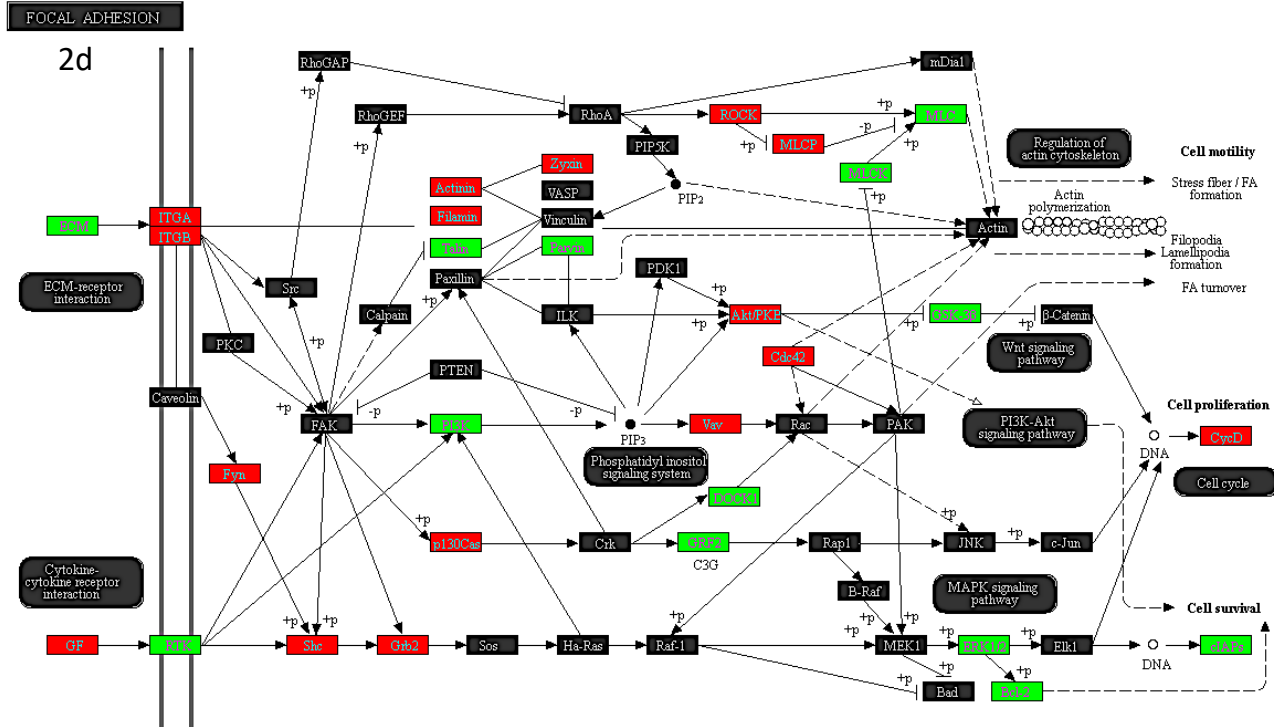 FOCAL ADHESION
2d
RhoGAP
mDia1
+p
RhoGEF
RhoA
ROCK
+p
MLC
-p
+p
MLCP
+p
PIP5K
MLCK
+p
Regulation of
actin cytoskeleton
Cell motility
Zyxin
Actinin
VASP
PIP2
Stress fiber / FA
formation
Actin
polymerization
ECM
ITGA
ITGB
Filamin
Vinculin
Actin
Talin
Parvin
Filopodia
Lamellipodia
formation
ECM-receptor
interaction
Src
Paxillin
PDK1
FA turnover
+p
+p
Calpain
ILK
+p
+p
Akt/PKB
GSK-3β
+p
β-Catenin
PKC
+p
Cdc42
Wnt signaling
pathway
PTEN
Caveolin
+p
-p
-p
Cell proliferation
FAK
PI3K
PIP3
Vav
Rac
PAK
PI3K-Akt
signaling pathway
DNA
CycD
Fyn
Phosphatidyl inositol
signaling system
Cell cycle
DOCK1
+p
p130Cas
Crk
GRF2
C3G
Rap1
JNK
+p
c-Jun
Cytokine-
cytokine receptor
interaction
B-Raf
MAPK signaling
pathway
+p
+p
Cell survival
+p
+p
+p
+p
+p
+p
GF
RTK
Shc
Grb2
Sos
Ha-Ras
Raf-1
MEK1
ERK1/2
Elk1
DNA
cIAPs
+p
+p
+p
Bad
Bcl-2